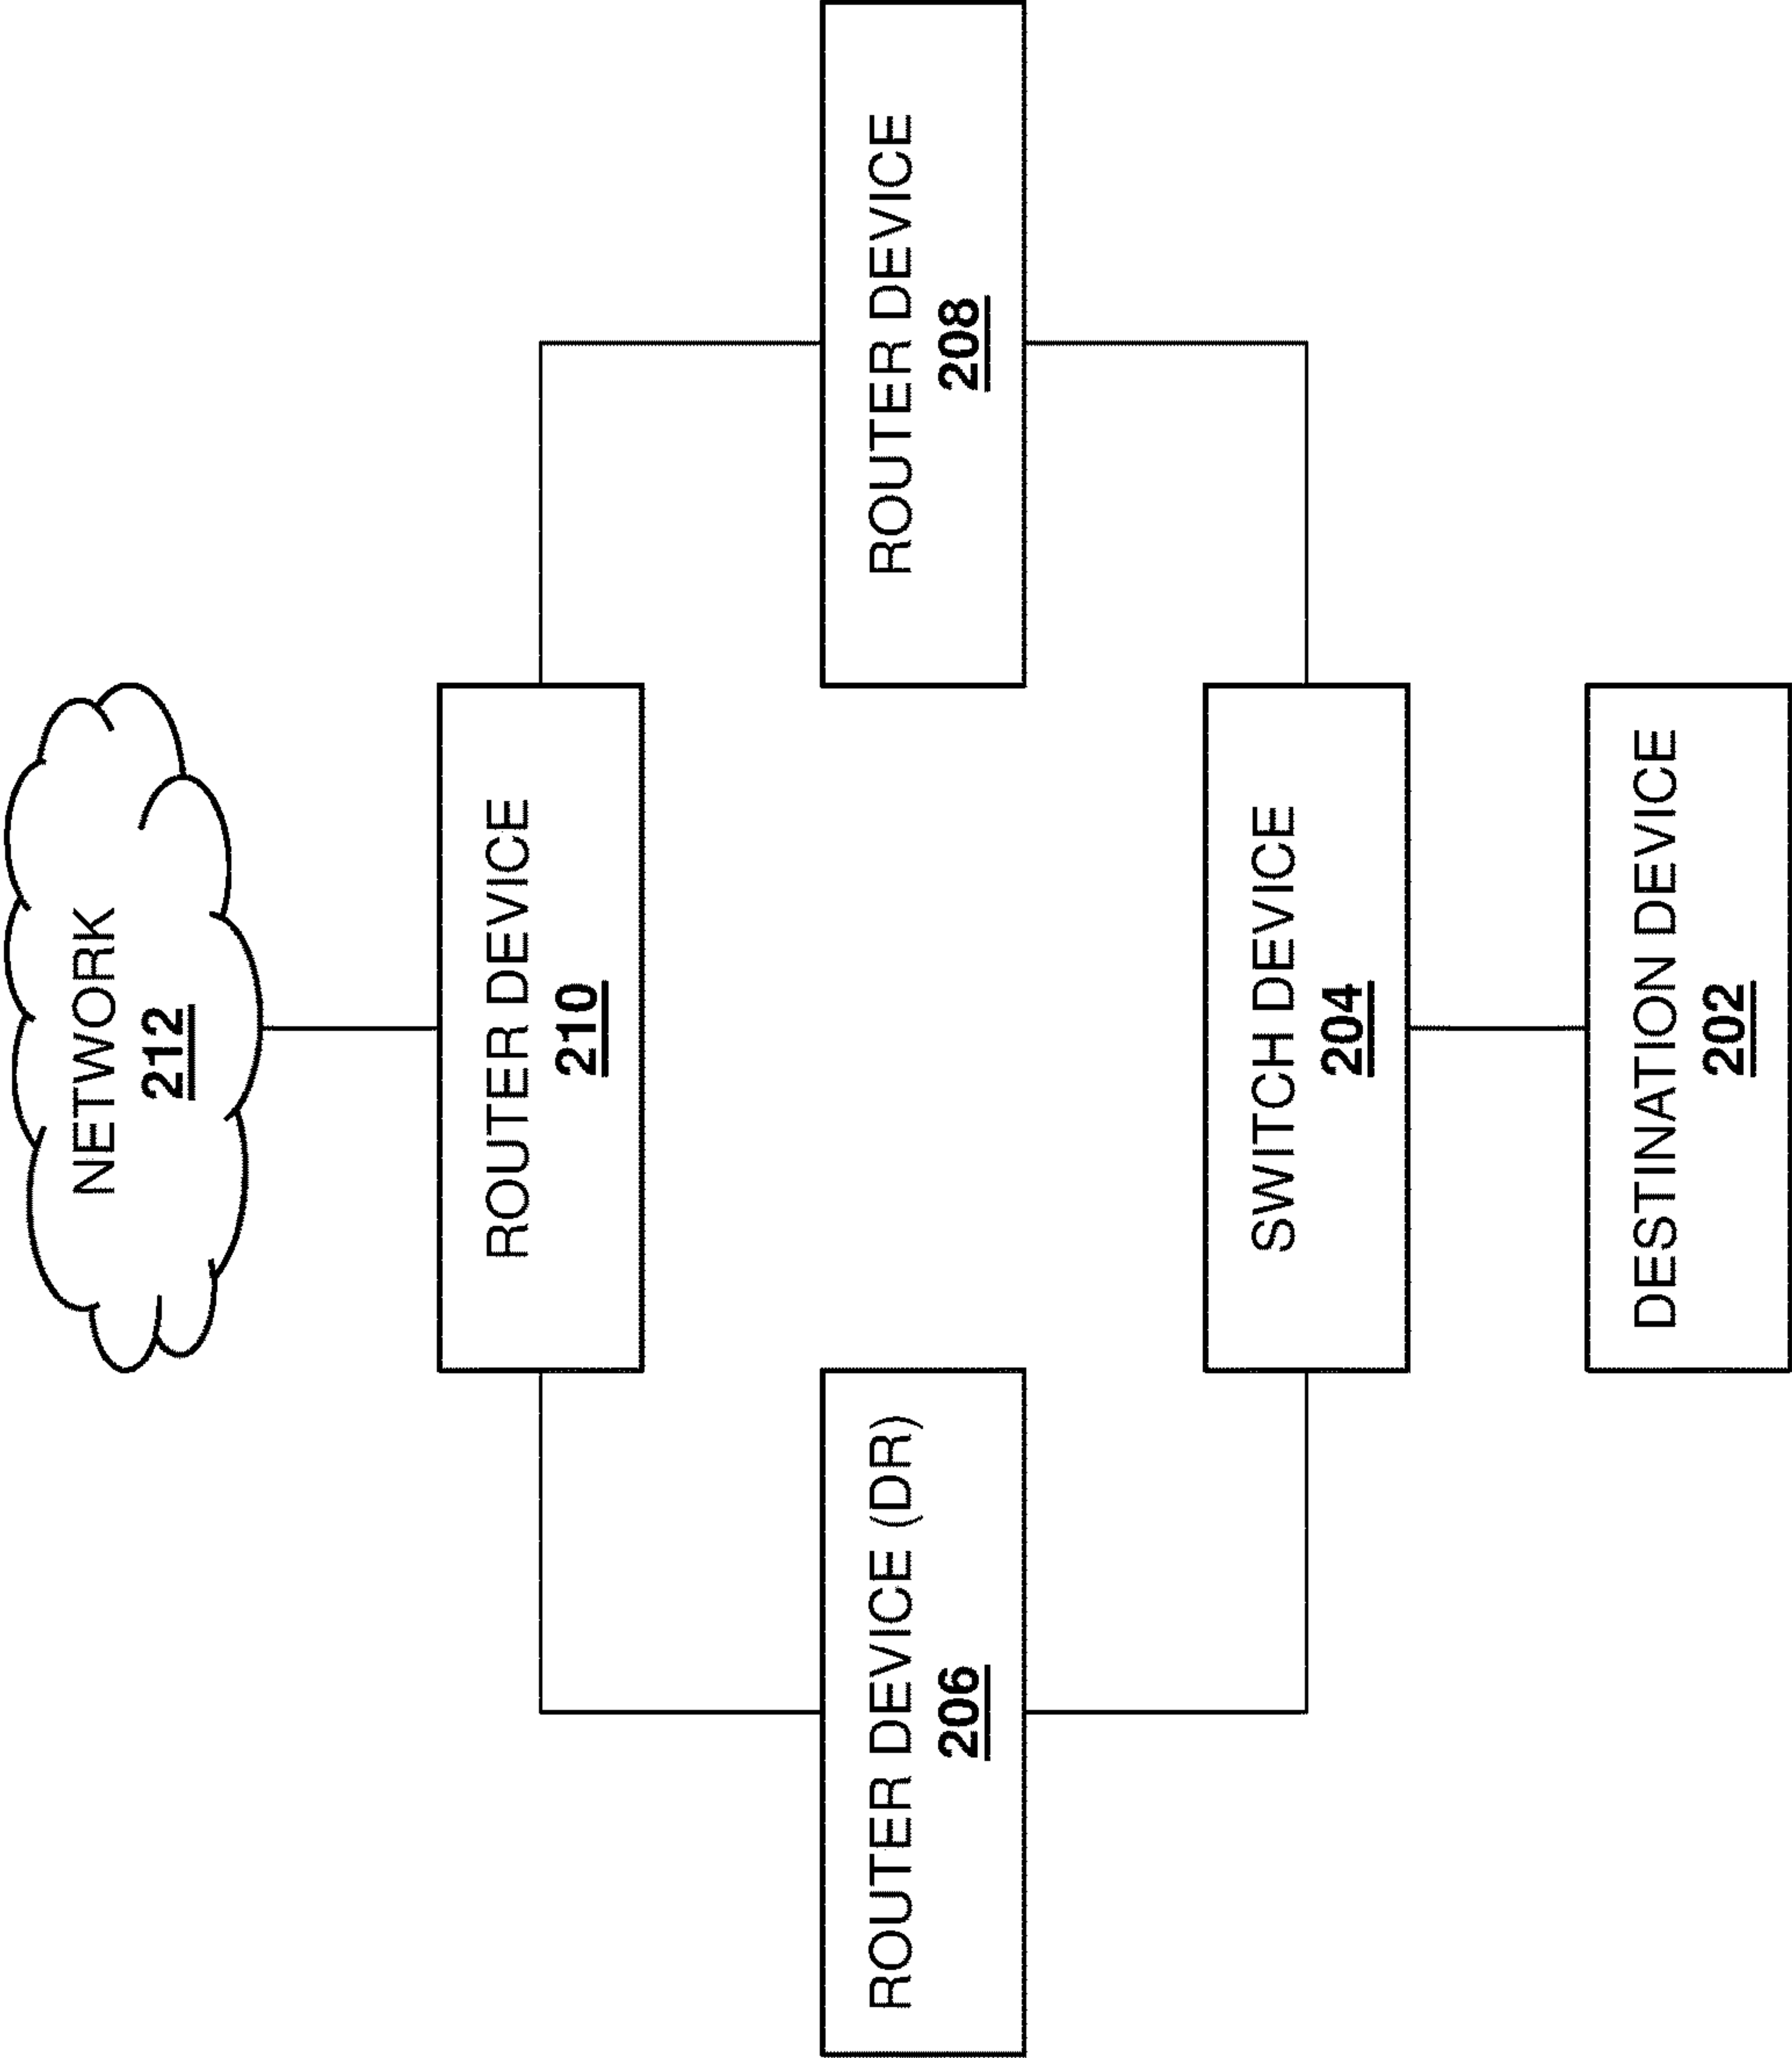 NETWORK
212
ROUTER DEVICE
210
ROUTER DEVICE (DR)
206
ROUTER DEVICE
208
SWITCH DEVICE
204
DESTINATION DEVICE
202